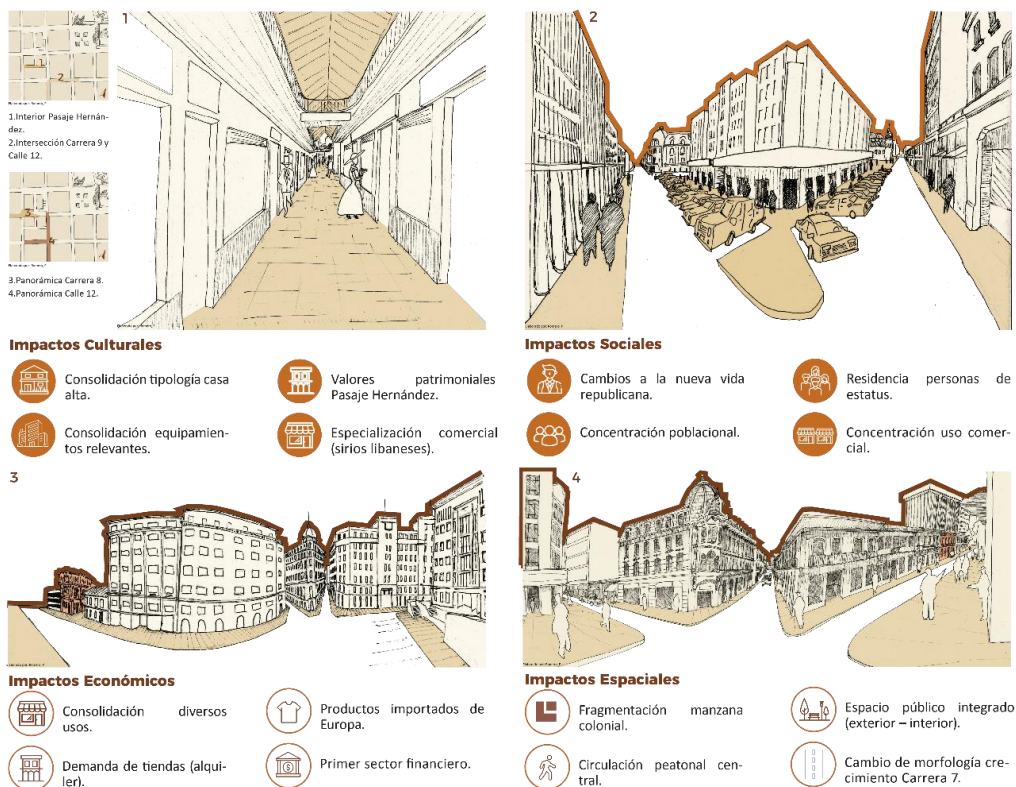 1
1.Interior Pasaje Hernán-
dez.
2.Intersección Carrera 9 y
Calle 12.
3.Panorámica Carrera 8.
4.Panorámica Calle 12.
1
2
3
2
Impactos Culturales
Consolidación tipología casa
alta.
Valores patrimoniales
Pasaje Hernández.
Consolidación equipamien-
tos relevantes.
Especialización comercial
(sirios libaneses).
Impactos Sociales
Cambios a la nueva vida
republicana.
Residencia personas de
estatus.
Concentración poblacional.
Concentración uso comer-
cial.
3
4
Impactos Económicos
Consolidación diversos
usos.
Productos importados de
Europa.
Demanda de tiendas (alqui-
ler).
Primer sector financiero.
Impactos Espaciales
Fragmentación manzana
colonial.
Espacio público integrado
(exterior – interior).
Circulación peatonal cen-
tral.
Cambio de morfología cre-
cimiento Carrera 7.